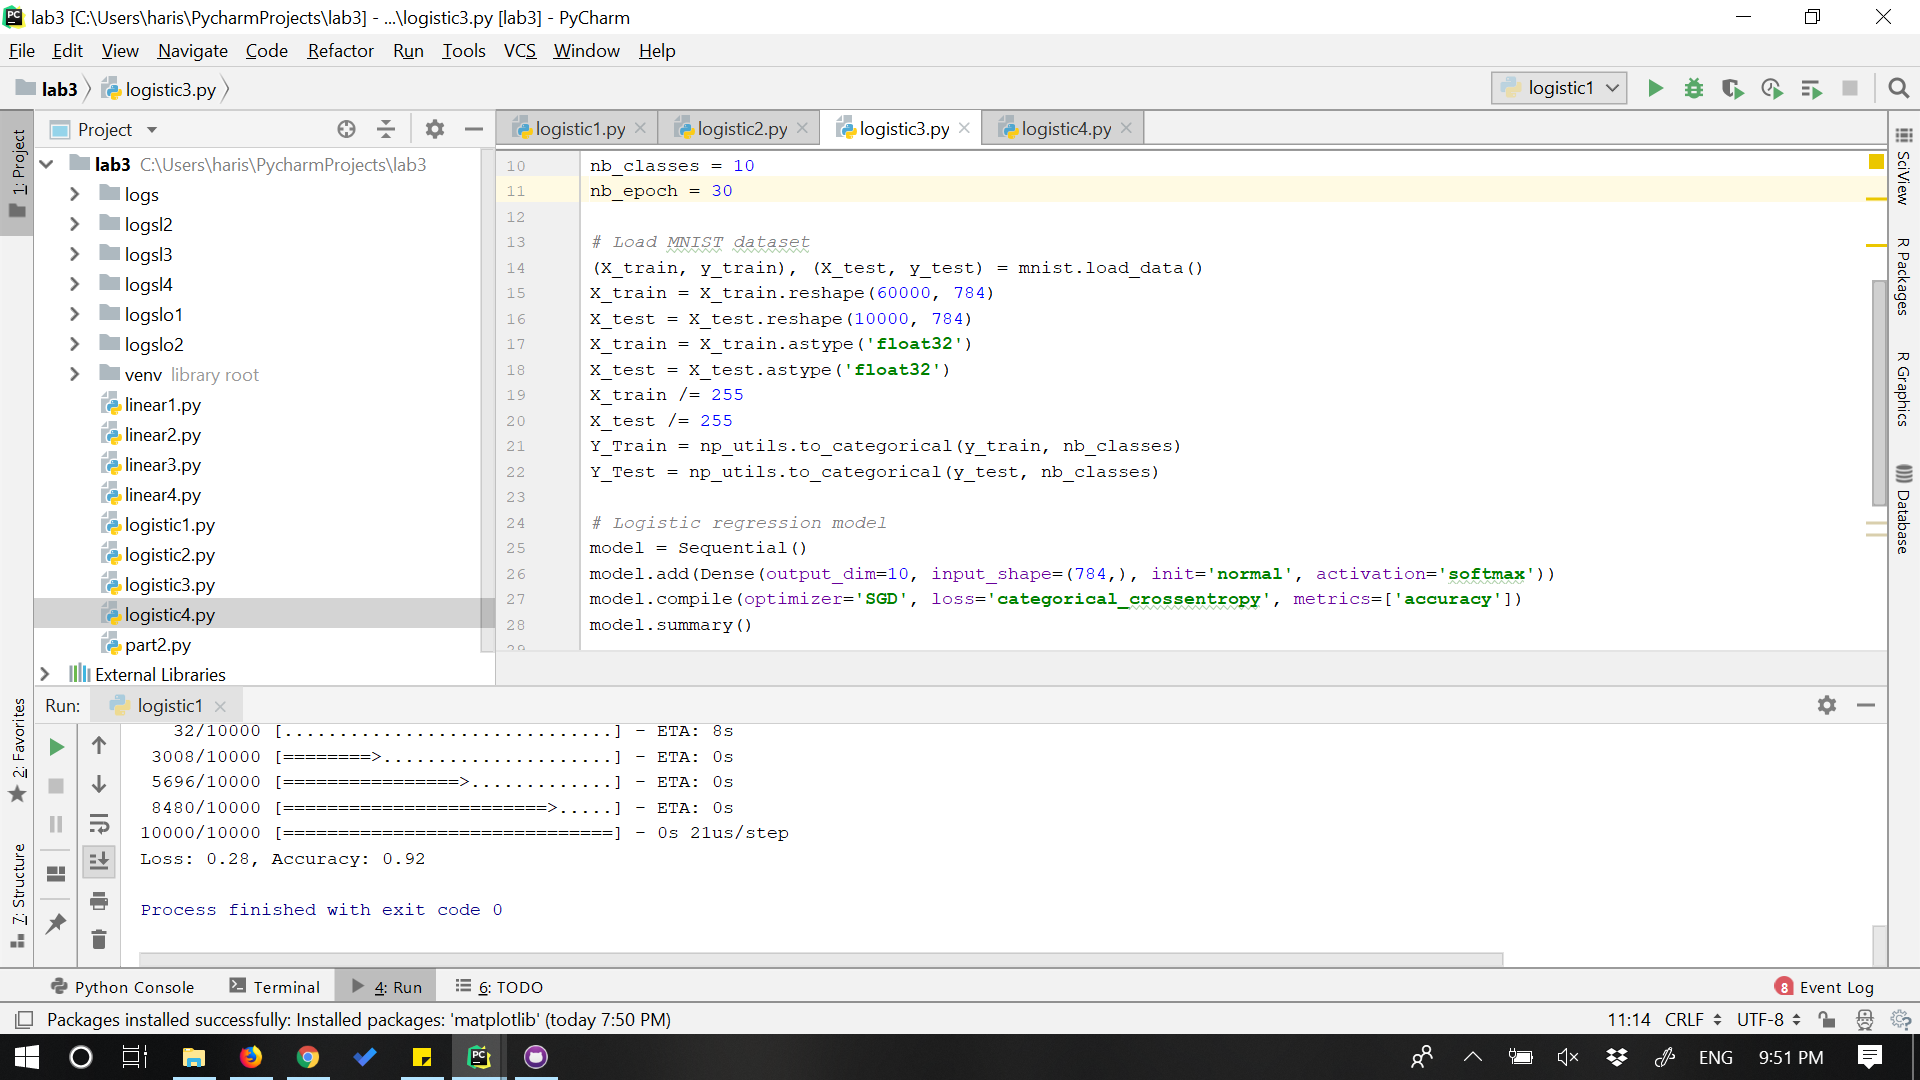 lab3 [C:\Users\haris\PycharmProjects\lab3] - ...\logistic3.py [lab3] - PyCharm
File Edit View Navigate Code Refactor Run Tools VCS Window Help
lab3 logistic3.py
logistic1
1: Project
Project
lab3 C:\Users\haris\PycharmProjects\lab3
logs
logsl2
logsl3
logsl4
logslo1
logslo2
venv library root
linear1.py
linear2.py
linear3.py
linear4.py
logistic1.py
logistic2.py
logistic3.py
logistic4.py
part2.py
External Libraries
logistic1.py logistic2.py logistic3.py logistic4.py
10 nb_classes = 10
11 nb_epoch = 30
12
13 # Load MNIST dataset
14 (X_train, y_train), (X_test, y_test) = mnist.load_data()
15 X_train = X_train.reshape(60000, 784)
16 X_test = X_test.reshape(10000, 784)
17 X_train = X_train.astype('float32')
18 X_test = X_test.astype('float32')
19 X_train /= 255
20 X_test /= 255
21 Y_Train = np_utils.to_categorical(y_train, nb_classes)
22 Y_Test = np_utils.to_categorical(y_test, nb_classes)
23
24 # Logistic regression model
25 model = Sequential()
26 model.add(Dense(output_dim=10, input_shape=(784,), init='normal', activation='softmax'))
27 model.compile(optimizer='SGD', loss='categorical_crossentropy', metrics=['accuracy'])
28 model.summary()
29
SciView
R Packages
R Graphics
Database
2: Favorites
7: Structure
Run: logistic1
32/10000 [..............................] - ETA: 8s
3008/10000 [========>.....................] - ETA: 0s
5696/10000 [================>.............] - ETA: 0s
8480/10000 [========================>.....] - ETA: 0s
10000/10000 [==============================] - 0s 21us/step
Loss: 0.28, Accuracy: 0.92
Process finished with exit code 0
Python Console Terminal 4: Run 6: TODO 8 Event Log
Packages installed successfully: Installed packages: 'matplotlib' (today 7:50 PM) 11:14 CRLF UTF-8
PC ENG 9:51 PM